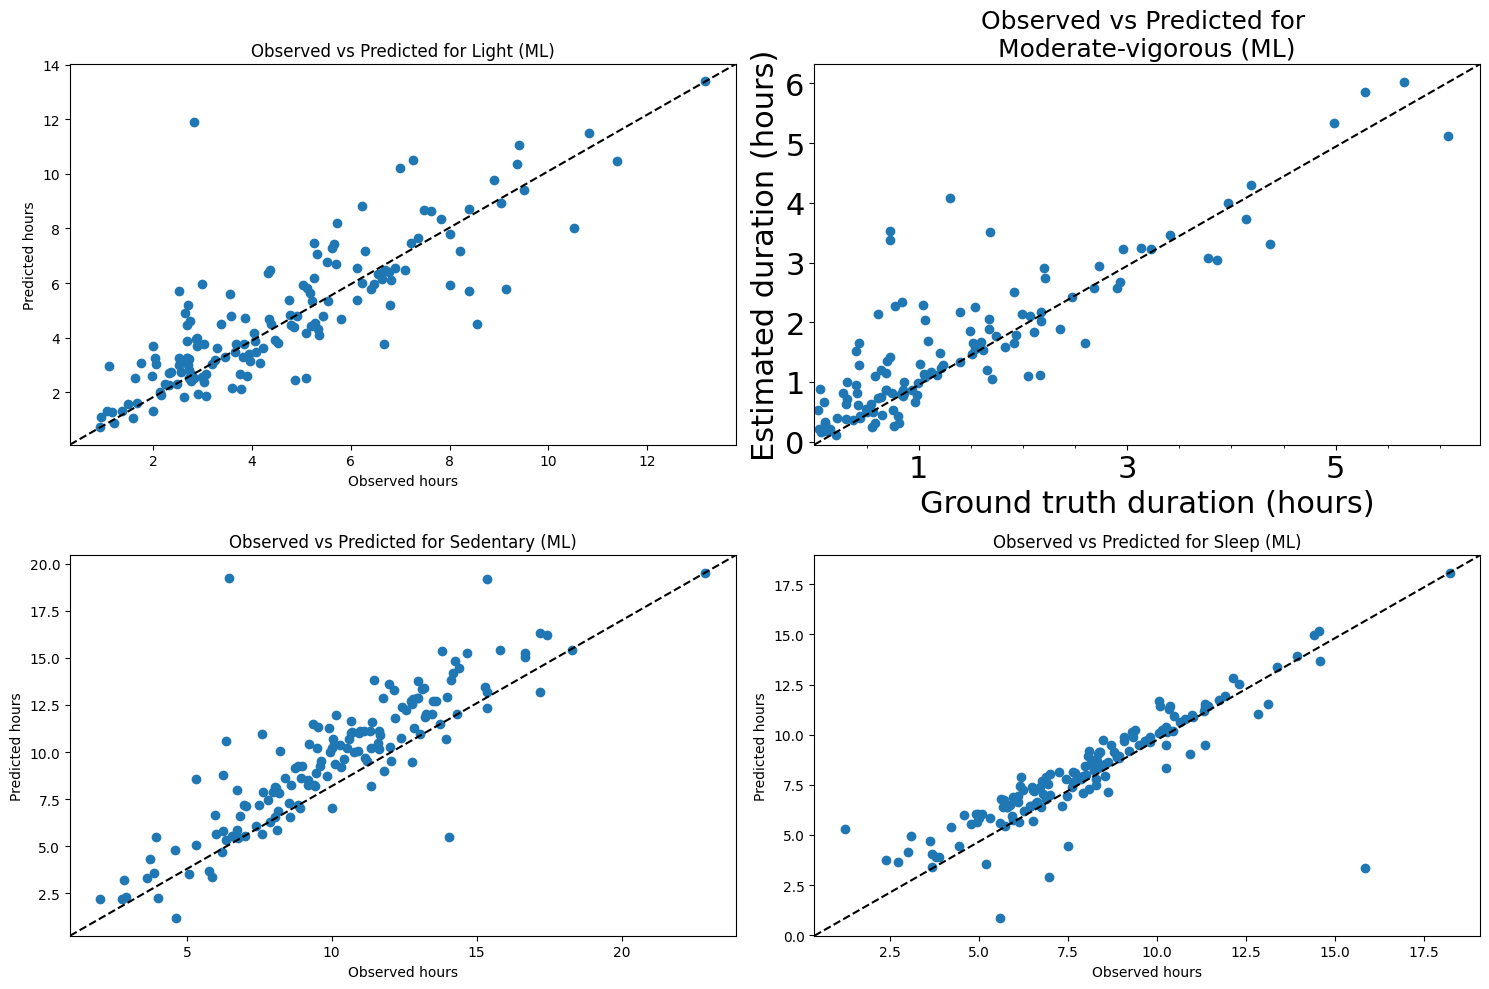 Observed vs Predicted for Light (ML)
14
12
10
8
6
4
2
Predicted hours
2 4 6 8 10 12
Observed hours
Observed vs Predicted for
Moderate-vigorous (ML)
6
5
4
3
2
1
0
Estimated duration (hours)
1 3 5
Ground truth duration (hours)
Observed vs Predicted for Sedentary (ML)
20.0
17.5
15.0
12.5
10.0
7.5
5.0
2.5
Predicted hours
5 10 15 20
Observed hours
Observed vs Predicted for Sleep (ML)
17.5
15.0
12.5
10.0
7.5
5.0
2.5
0.0
Predicted hours
2.5 5.0 7.5 10.0 12.5 15.0 17.5
Observed hours